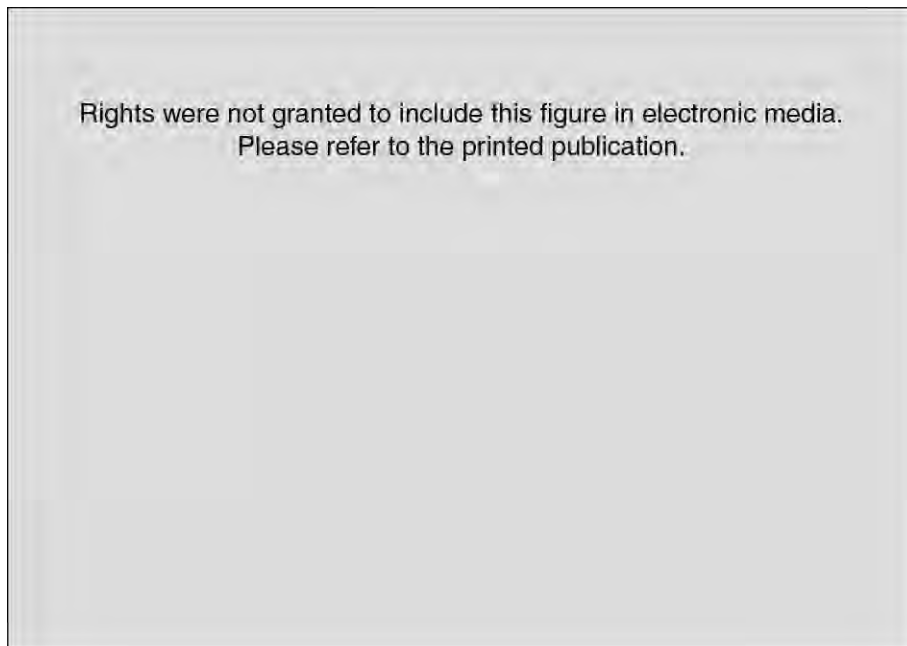 Rights were not granted to include this figure in electronic media.
Please refer to the printed publication.